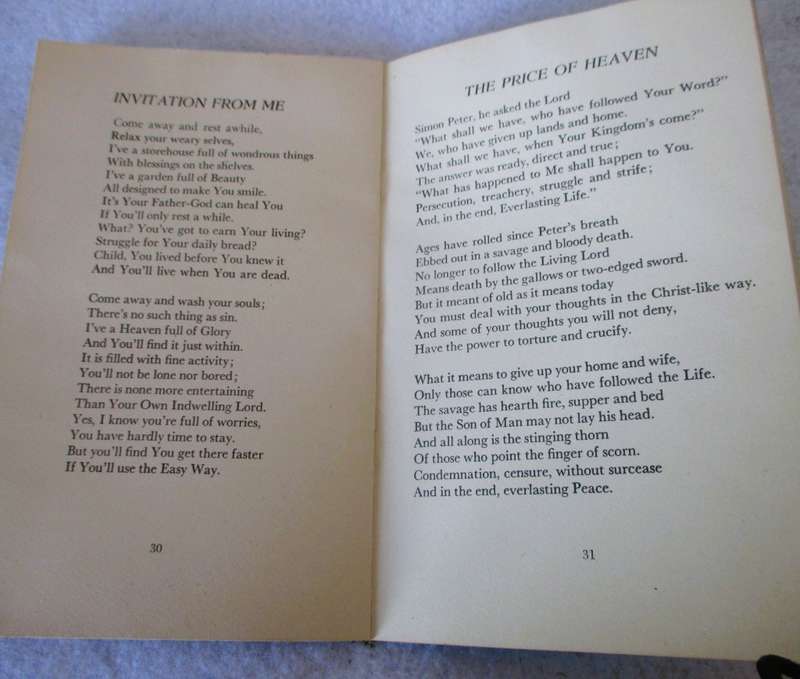 INVITATION FROM ME
Come away and rest awhile,
Relax your weary selves,
I've a storehouse full of wondrous things
With blessings on the shelves.
I've a garden full of Beauty
All designed to make You smile.
It's Your Father-God can heal You
If You'll only rest a while.
What? You've got to earn Your living?
Struggle for Your daily bread?
Child, You lived before You knew it
And You'll live when You are dead.
Come away and wash your souls;
There's no such thing as sin.
I've a Heaven full of Glory
And You'll find it just within.
It is filled with fine activity;
You'll not be lone nor bored;
There is none more entertaining
Than Your Own Indwelling Lord.
Yes, I know you're full of worries,
You have hardly time to stay.
But you'll find You get there faster
If You'll use the Easy Way.
30
THE PRICE OF HEAVEN
Simon Peter, he asked the Lord
"What shall we have, who have followed Your Word?"
We, who have given up lands and home.
What shall we have, when Your Kingdom's come?"
The answer was ready, direct and true;
"What has happened to Me shall happen to You.
Persecution, treachery, struggle and strife;
And, in the end, Everlasting Life."
Ages have rolled since Peter's breath
Ebbed out in a savage and bloody death.
No longer to follow the Living Lord
Means death by the gallows or two-edged sword.
But it meant of old as it means today
You must deal with your thoughts in the Christ-like way.
And some of your thoughts you will not deny,
Have the power to torture and crucify.
What it means to give up your home and wife,
Only those can know who have followed the Life.
The savage has hearth fire, supper and bed
But the Son of Man may not lay his head.
And all along is the stinging thorn
Of those who point the finger of scorn.
Condemnation, censure, without surcease
And in the end, everlasting Peace.
31